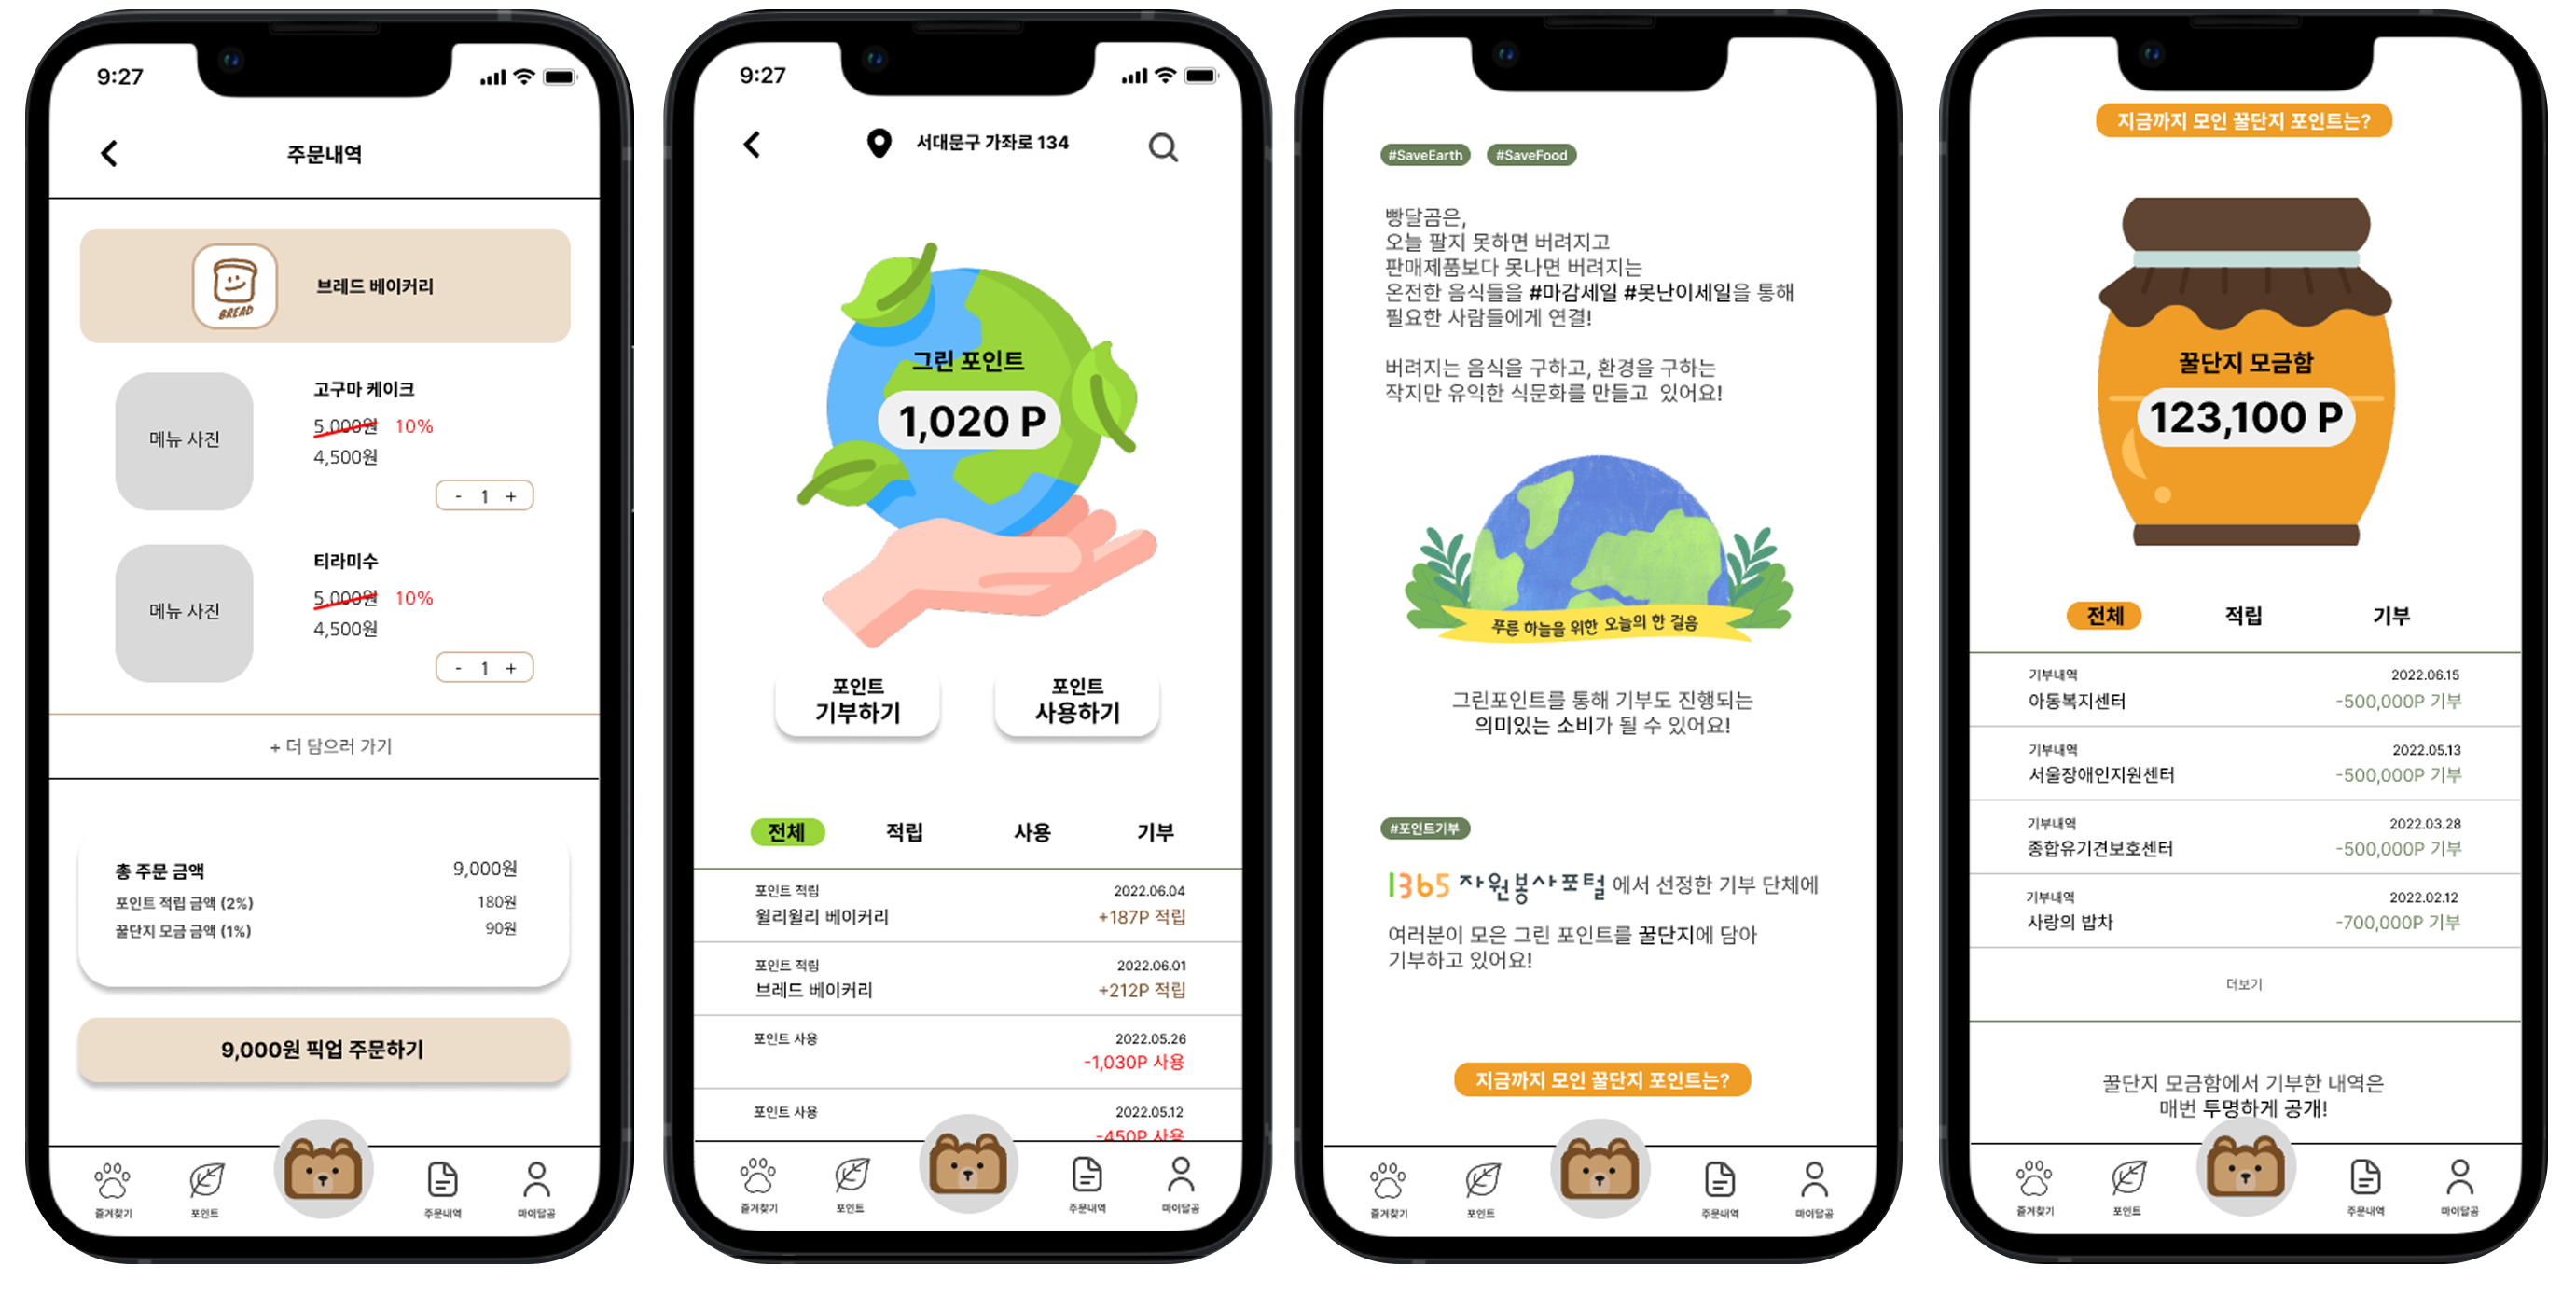 9:27
주문내역
BREAD
브레드 베이커리
메뉴 사진
고구마 케이크
5,000원 10%
4,500원
- 1 +
메뉴 사진
티라미수
5,000원 10%
4,500원
- 1 +
+ 더 담으러 가기
총 주문 금액 9,000원
포인트 적립 금액 (2%) 180원
꿀단지 모금 금액 (1%) 90원
9,000원 픽업 주문하기
즐겨찾기 포인트 주문내역 마이달곰
9:27
서대문구 가좌로 134
그린 포인트
1,020 P
포인트
기부하기
포인트
사용하기
전체 적립 사용 기부
포인트 적립 2022.06.04
윌리윌리 베이커리 +187P 적립
포인트 적립 2022.06.01
브레드 베이커리 +212P 적립
포인트 사용 2022.05.26
-1,030P 사용
포인트 사용 2022.05.12
-450P 사용
즐겨찾기 포인트 주문내역 마이달곰
#SaveEarth #SaveFood
빵달곰은,
오늘 팔지 못하면 버려지고
판매제품보다 못나면 버려지는
온전한 음식들을 #마감세일 #못난이세일을 통해
필요한 사람들에게 연결!
버려지는 음식을 구하고, 환경을 구하는
작지만 유익한 식문화를 만들고 있어요!
푸른 하늘을 위한 오늘의 한 걸음
그린포인트를 통해 기부도 진행되는
의미있는 소비가 될 수 있어요!
#포인트기부
1365 자원봉사포털 에서 선정한 기부 단체에
여러분이 모은 그린 포인트를 꿀단지에 담아
기부하고 있어요!
지금까지 모인 꿀단지 포인트는?
즐겨찾기 포인트 주문내역 마이달곰
지금까지 모인 꿀단지 포인트는?
꿀단지 모금함
123,100 P
전체 적립 기부
기부내역 2022.06.15
아동복지센터 -500,000P 기부
기부내역 2022.05.13
서울장애인지원센터 -500,000P 기부
기부내역 2022.03.28
종합유기견보호센터 -500,000P 기부
기부내역 2022.02.12
사랑의 밥차 -700,000P 기부
더보기
꿀단지 모금함에서 기부한 내역은
매번 투명하게 공개!
즐겨찾기 포인트 주문내역 마이달곰